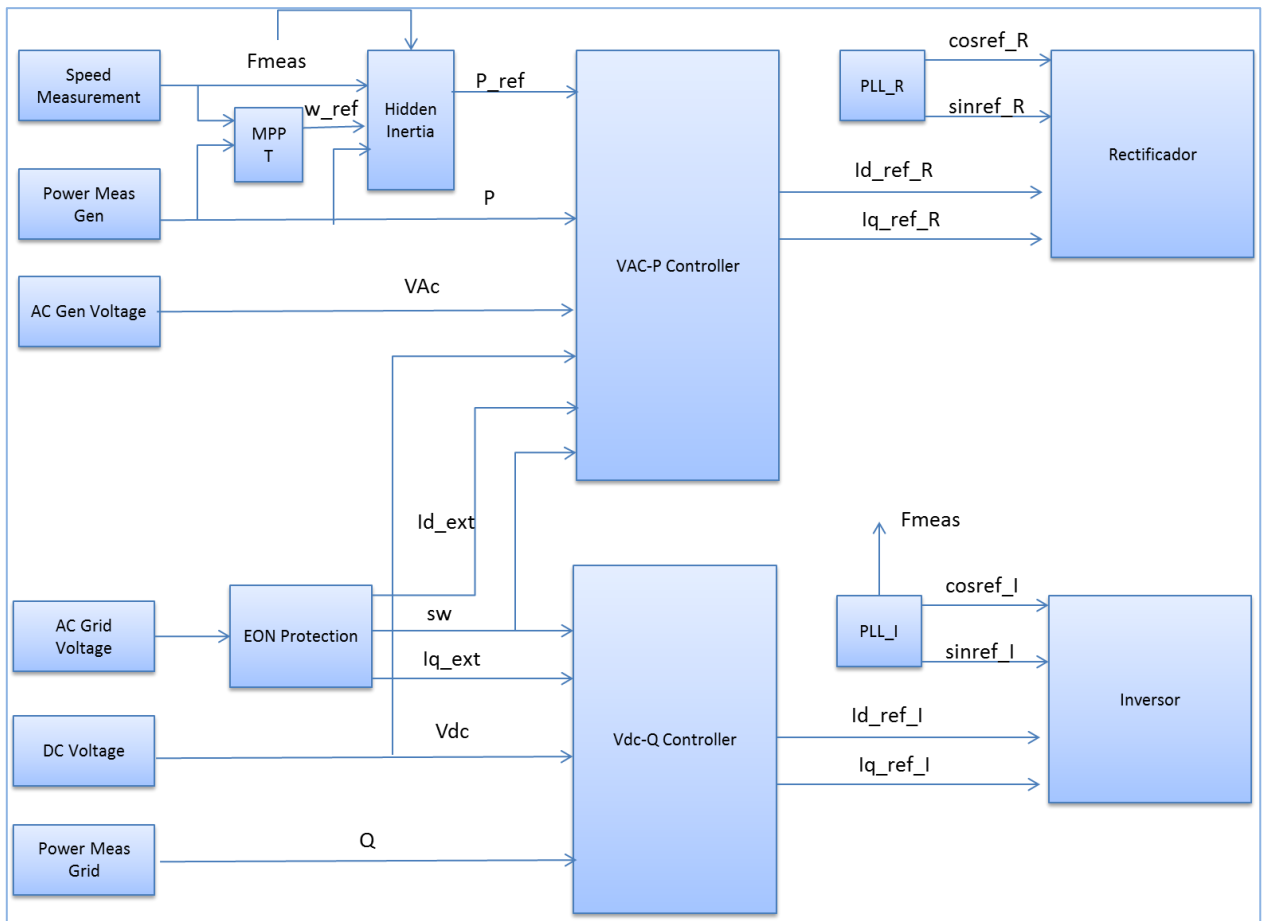 Speed
Measurement
Fmeas
MPP
T
w_ref
Hidden
Inertia
P_ref
Power Meas
Gen
P
AC Gen Voltage
VAc
VAC-P Controller
PLL_R
cosref_R
sinref_R
Id_ref_R
Iq_ref_R
Rectificador
AC Grid
Voltage
EON Protection
Id_ext
sw
Iq_ext
DC Voltage
Vdc
Power Meas
Grid
Q
Vdc-Q Controller
Fmeas
PLL_I
cosref_I
sinref_I
Id_ref_I
Iq_ref_I
Inversor